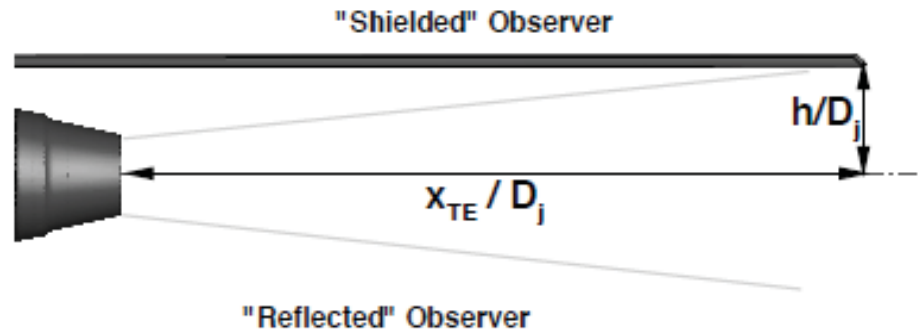 "Shielded" Observer
h/Dj
xTE / Dj
"Reflected" Observer